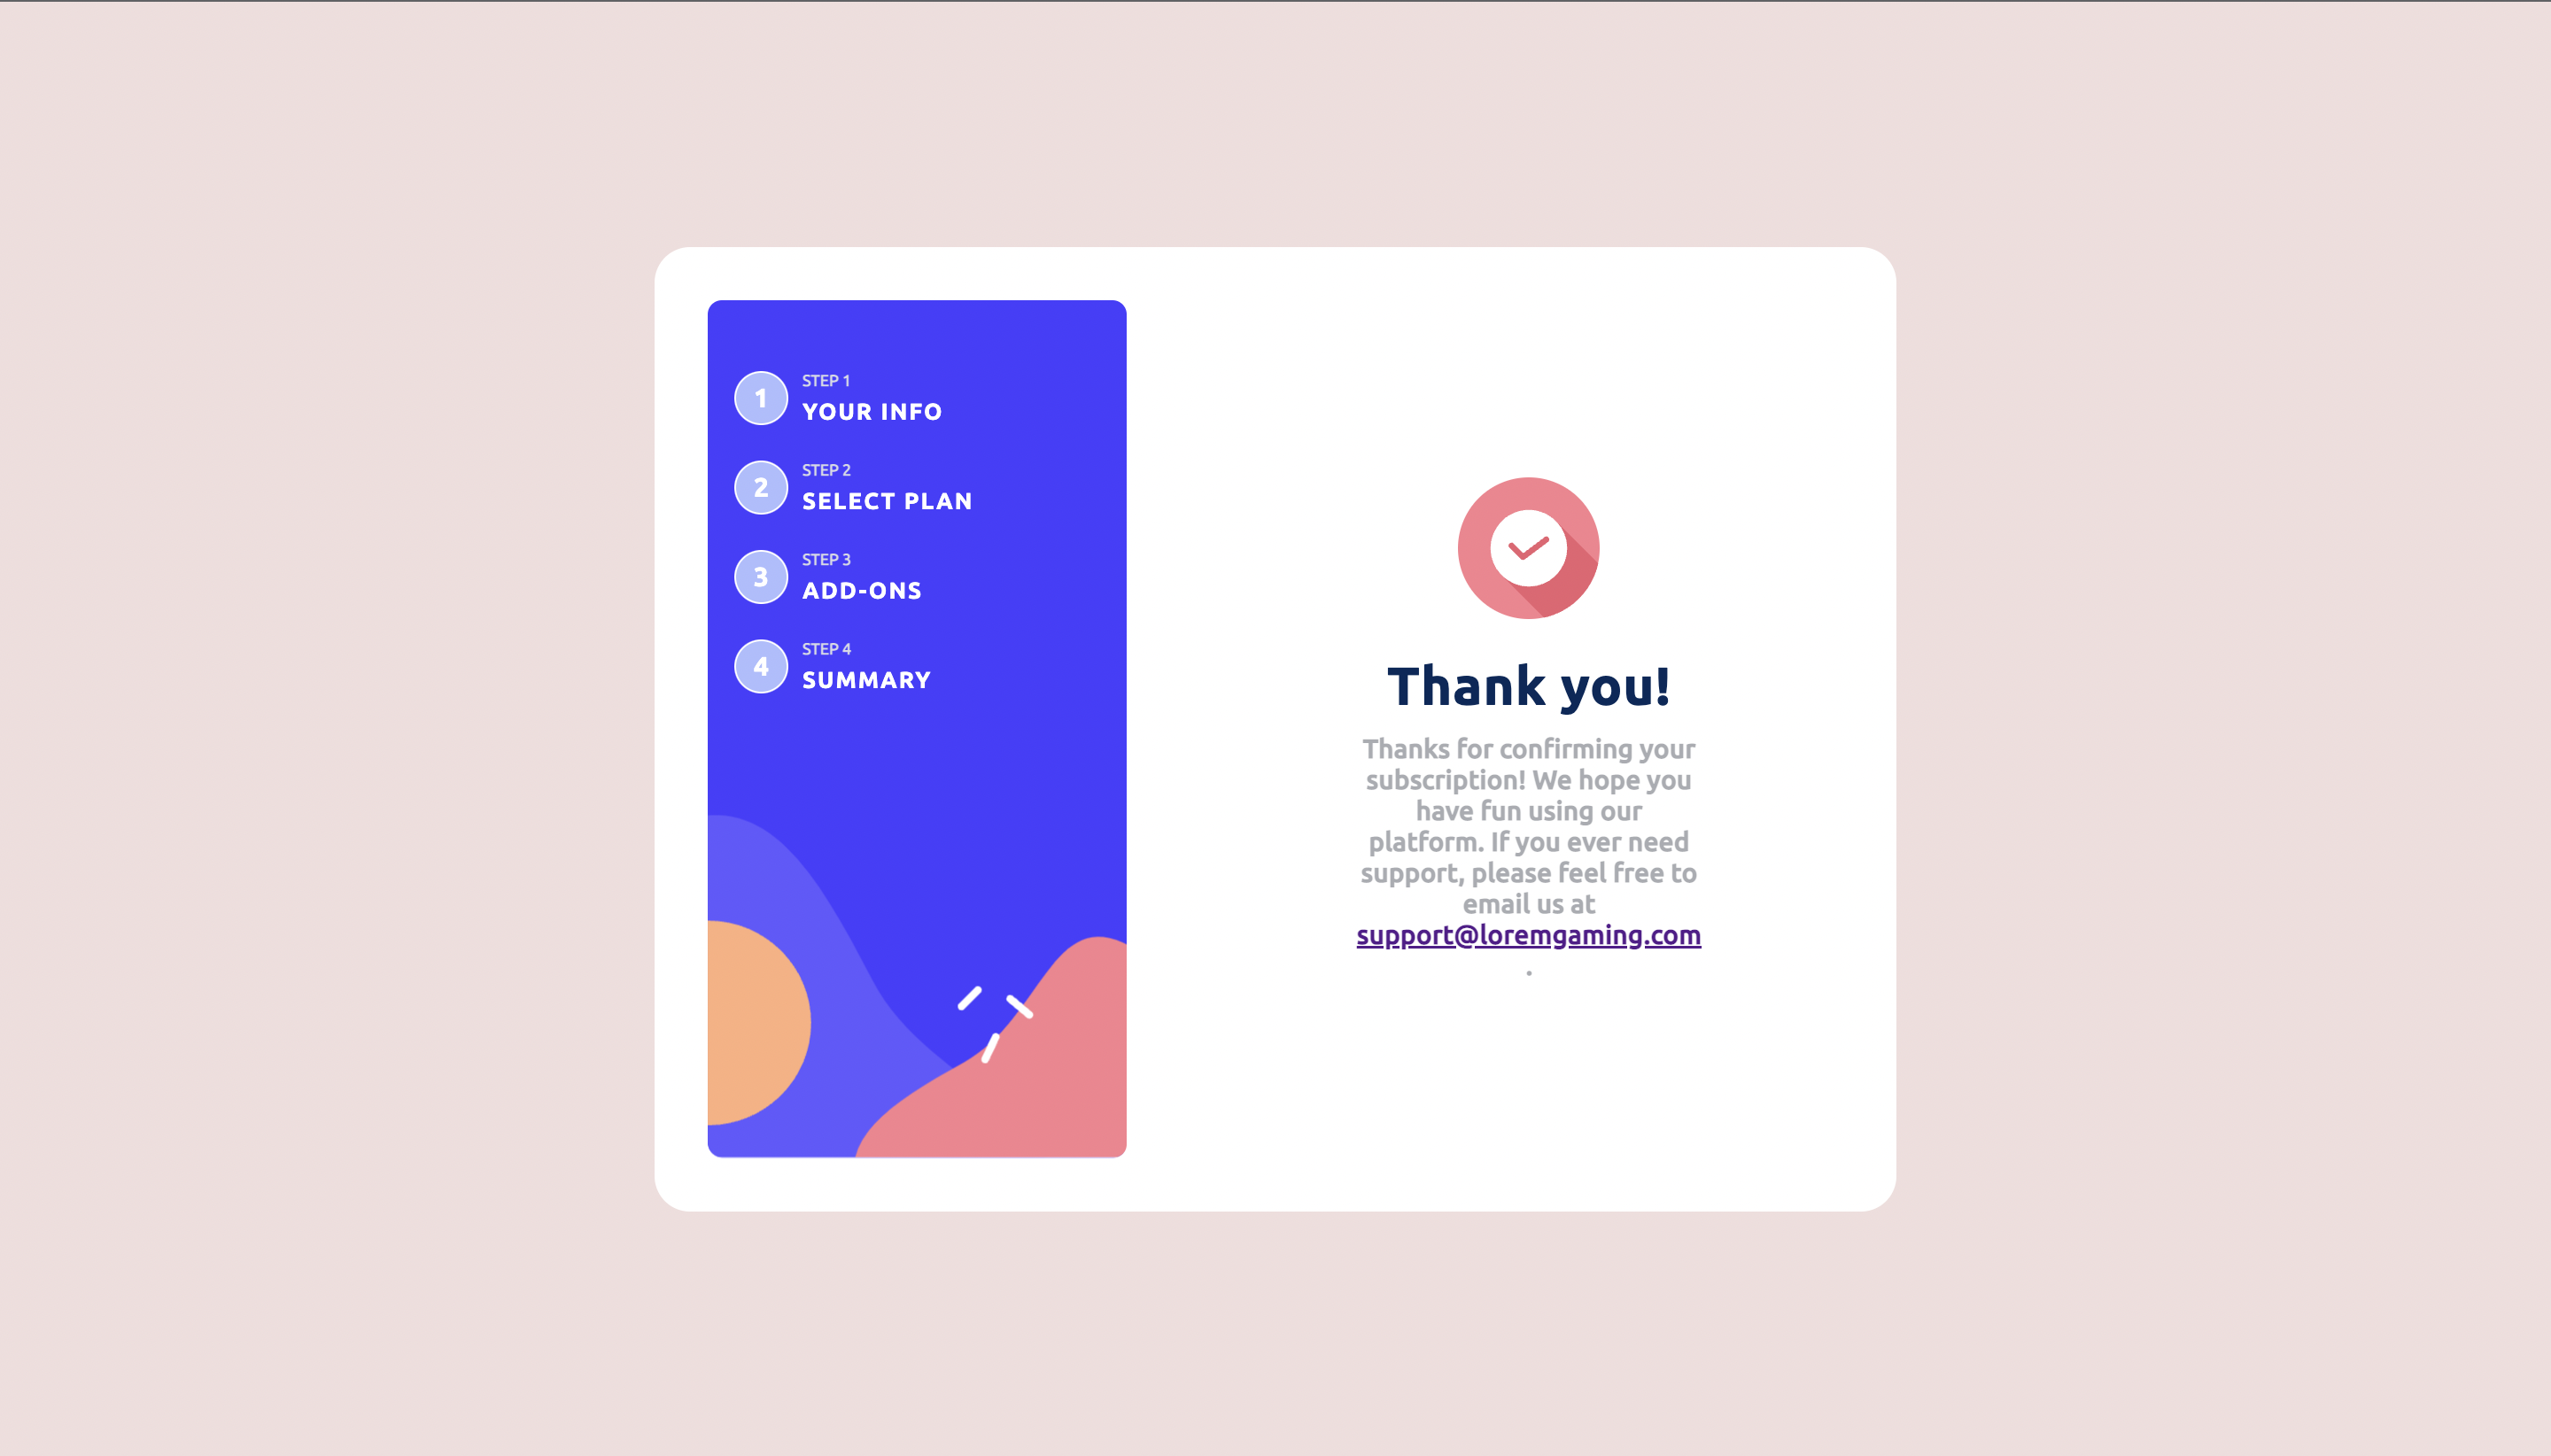 1
STEP 1
YOUR INFO
2
STEP 2
SELECT PLAN
3
STEP 3
ADD-ONS
4
STEP 4
SUMMARY
Thank you!
Thanks for confirming your
subscription! We hope you
have fun using our
platform. If you ever need
support, please feel free to
email us at
support@loremgaming.com
.